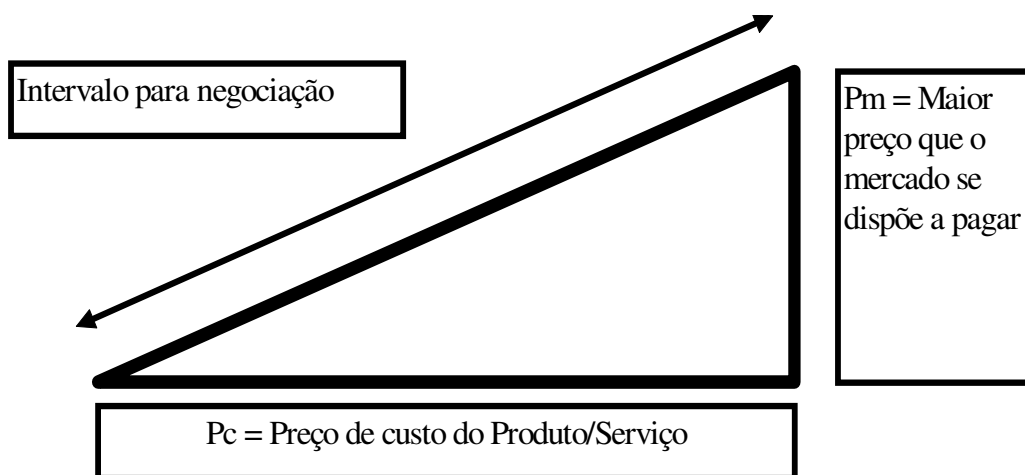 Intervalo para negociação
Pm = Maior
preço que o
mercado se
dispõe a pagar
Pc = Preço de custo do Produto/Serviço